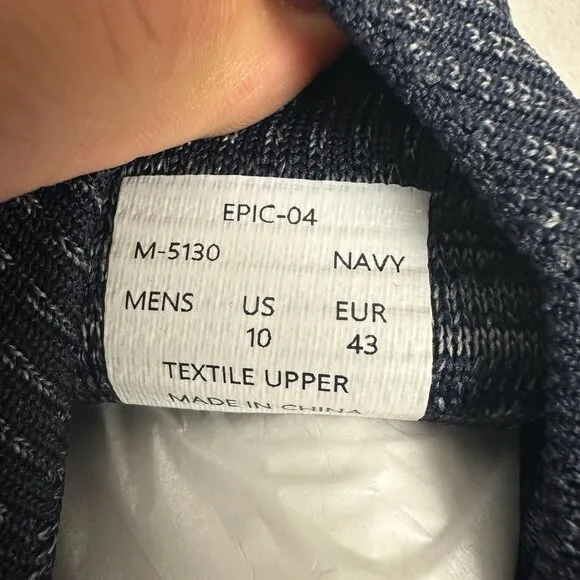 EPIC-04
M-5130 NAVY
MENS US EUR
10 43
TEXTILE UPPER
MADE IN CHINA